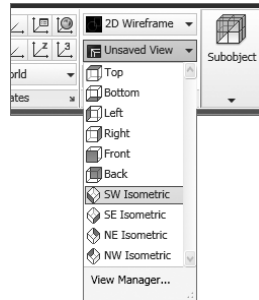 2D Wireframe
Unsaved View
Subobject
rld
ates
Top
Bottom
Left
Right
Front
Back
SW Isometric
SE Isometric
NE Isometric
NW Isometric
View Manager...